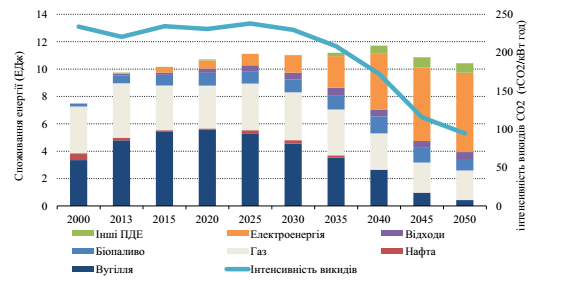 14
12
10
8
6
4
2
0
Споживання енергії (ЕДж)
250
200
150
100
50
0
інтенсивність викидів СО2 (гСО2/кВт год)
2000 2013 2015 2020 2025 2030 2035 2040 2045 2050
Інші ПДЕ Електроенергія Відходи
Біопаливо Газ Нафта
Вугілля Інтенсивність викидів